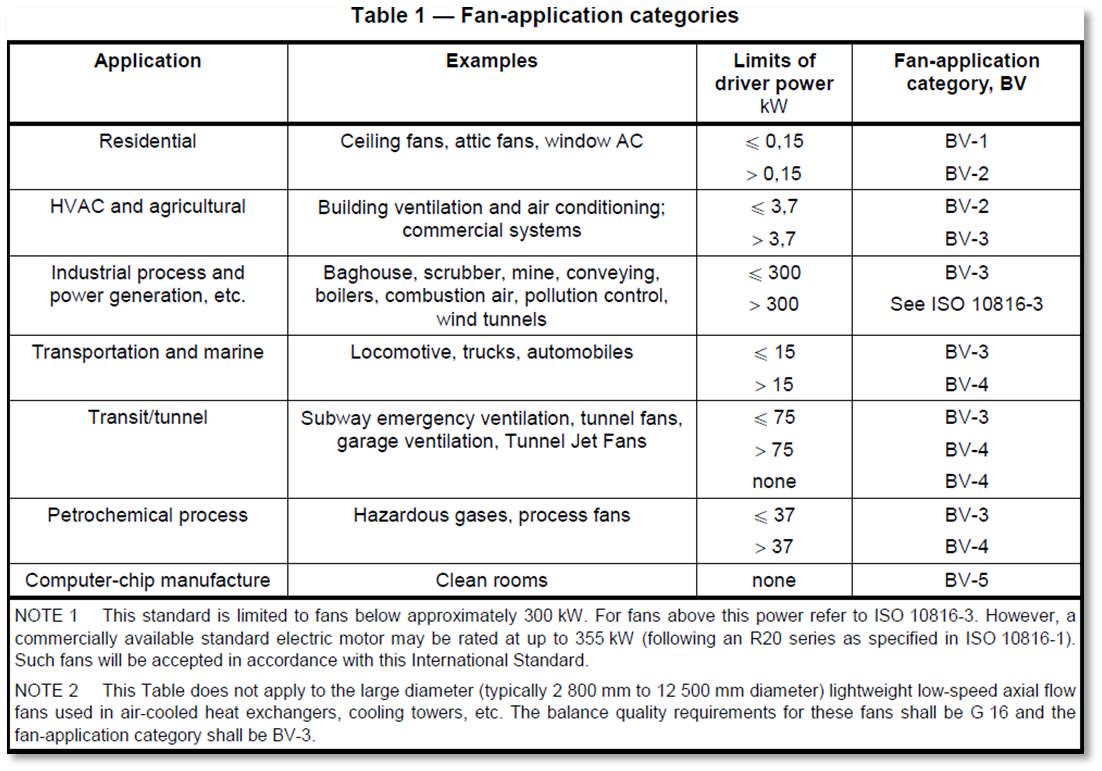 Table 1 — Fan-application categories
Application Examples Limits of driver power kW Fan-application category, BV
Residential Ceiling fans, attic fans, window AC ⩽ 0,15 BV-1
> 0,15 BV-2
HVAC and agricultural Building ventilation and air conditioning; commercial systems ⩽ 3,7 BV-2
> 3,7 BV-3
Industrial process and power generation, etc. Baghouse, scrubber, mine, conveying, boilers, combustion air, pollution control, wind tunnels ⩽ 300 BV-3
> 300 See ISO 10816-3
Transportation and marine Locomotive, trucks, automobiles ⩽ 15 BV-3
> 15 BV-4
Transit/tunnel Subway emergency ventilation, tunnel fans, garage ventilation, Tunnel Jet Fans ⩽ 75 BV-3
> 75 BV-4
none BV-4
Petrochemical process Hazardous gases, process fans ⩽ 37 BV-3
> 37 BV-4
Computer-chip manufacture Clean rooms none BV-5
NOTE 1 This standard is limited to fans below approximately 300 kW. For fans above this power refer to ISO 10816-3. However, a
commercially available standard electric motor may be rated at up to 355 kW (following an R20 series as specified in ISO 10816-1).
Such fans will be accepted in accordance with this International Standard.
NOTE 2 This Table does not apply to the large diameter (typically 2 800 mm to 12 500 mm diameter) lightweight low-speed axial flow
fans used in air-cooled heat exchangers, cooling towers, etc. The balance quality requirements for these fans shall be G 16 and the
fan-application category shall be BV-3.